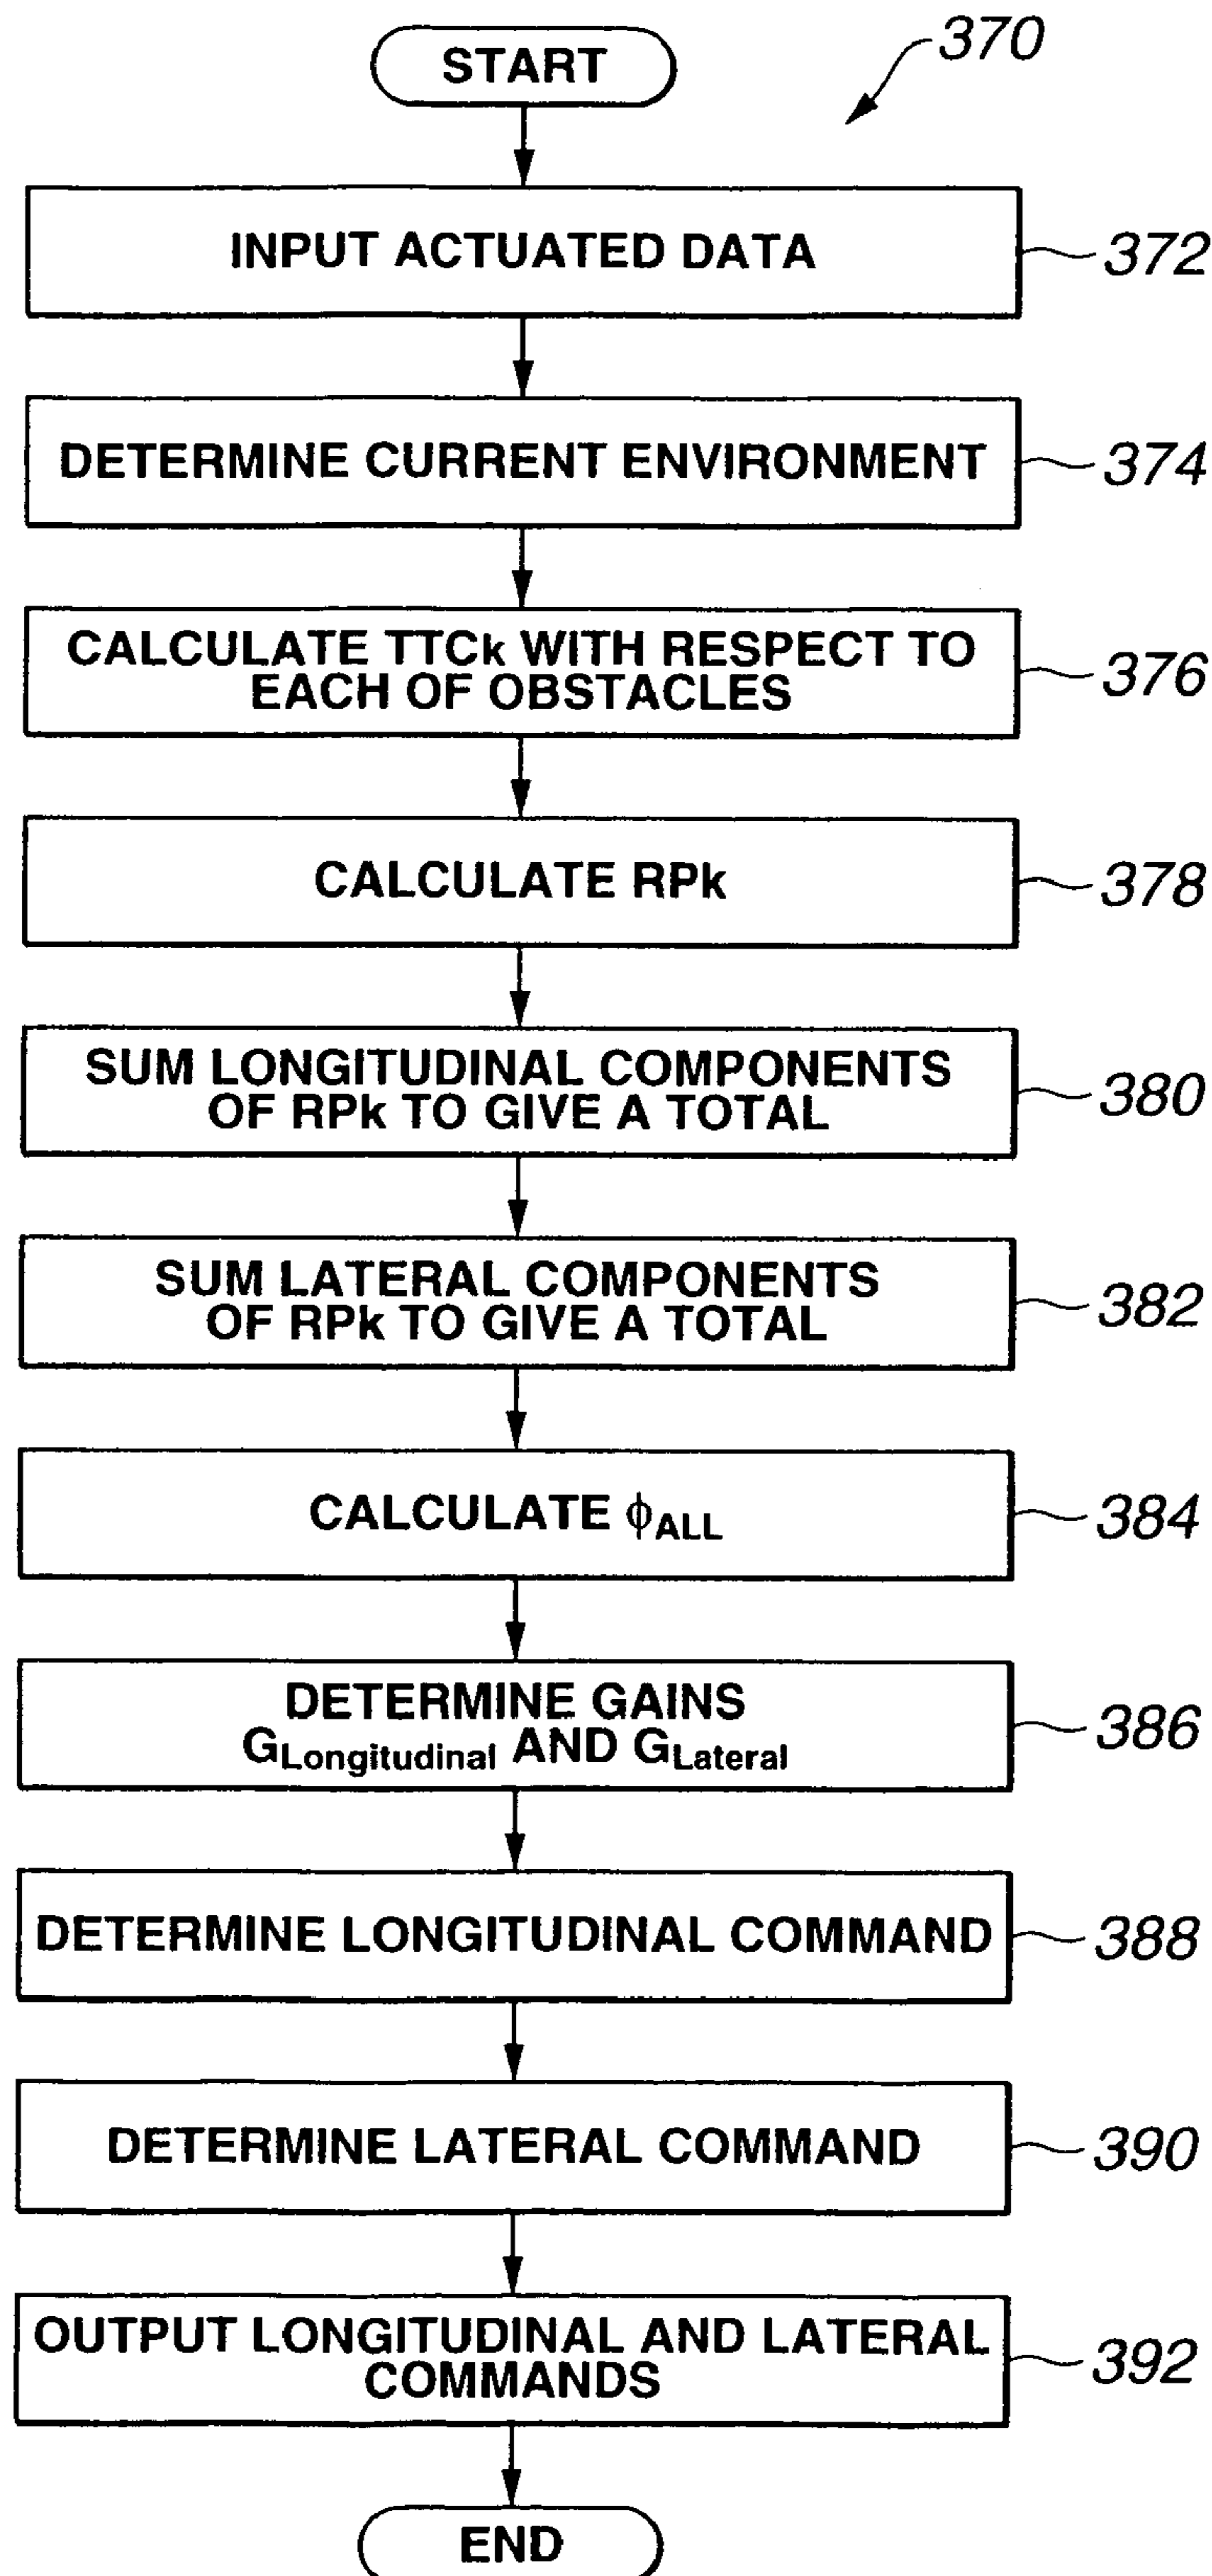 370
START
INPUT ACTUATED DATA
372
DETERMINE CURRENT ENVIRONMENT
374
CALCULATE TTCk WITH RESPECT TO
EACH OF OBSTACLES
376
CALCULATE RPk
378
SUM LONGITUDINAL COMPONENTS
OF RPk TO GIVE A TOTAL
380
SUM LATERAL COMPONENTS
OF RPk TO GIVE A TOTAL
382
CALCULATE ϕALL
384
DETERMINE GAINS
GLongitudinal AND GLateral
386
DETERMINE LONGITUDINAL COMMAND
388
DETERMINE LATERAL COMMAND
390
OUTPUT LONGITUDINAL AND LATERAL
COMMANDS
392
END